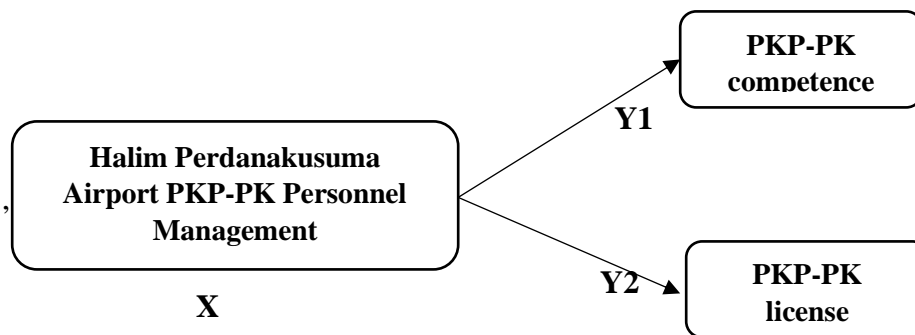 PKP-PK
competence
Y1
Halim Perdanakusuma
Airport PKP-PK Personnel
Management
,
Y2
PKP-PK
license
X